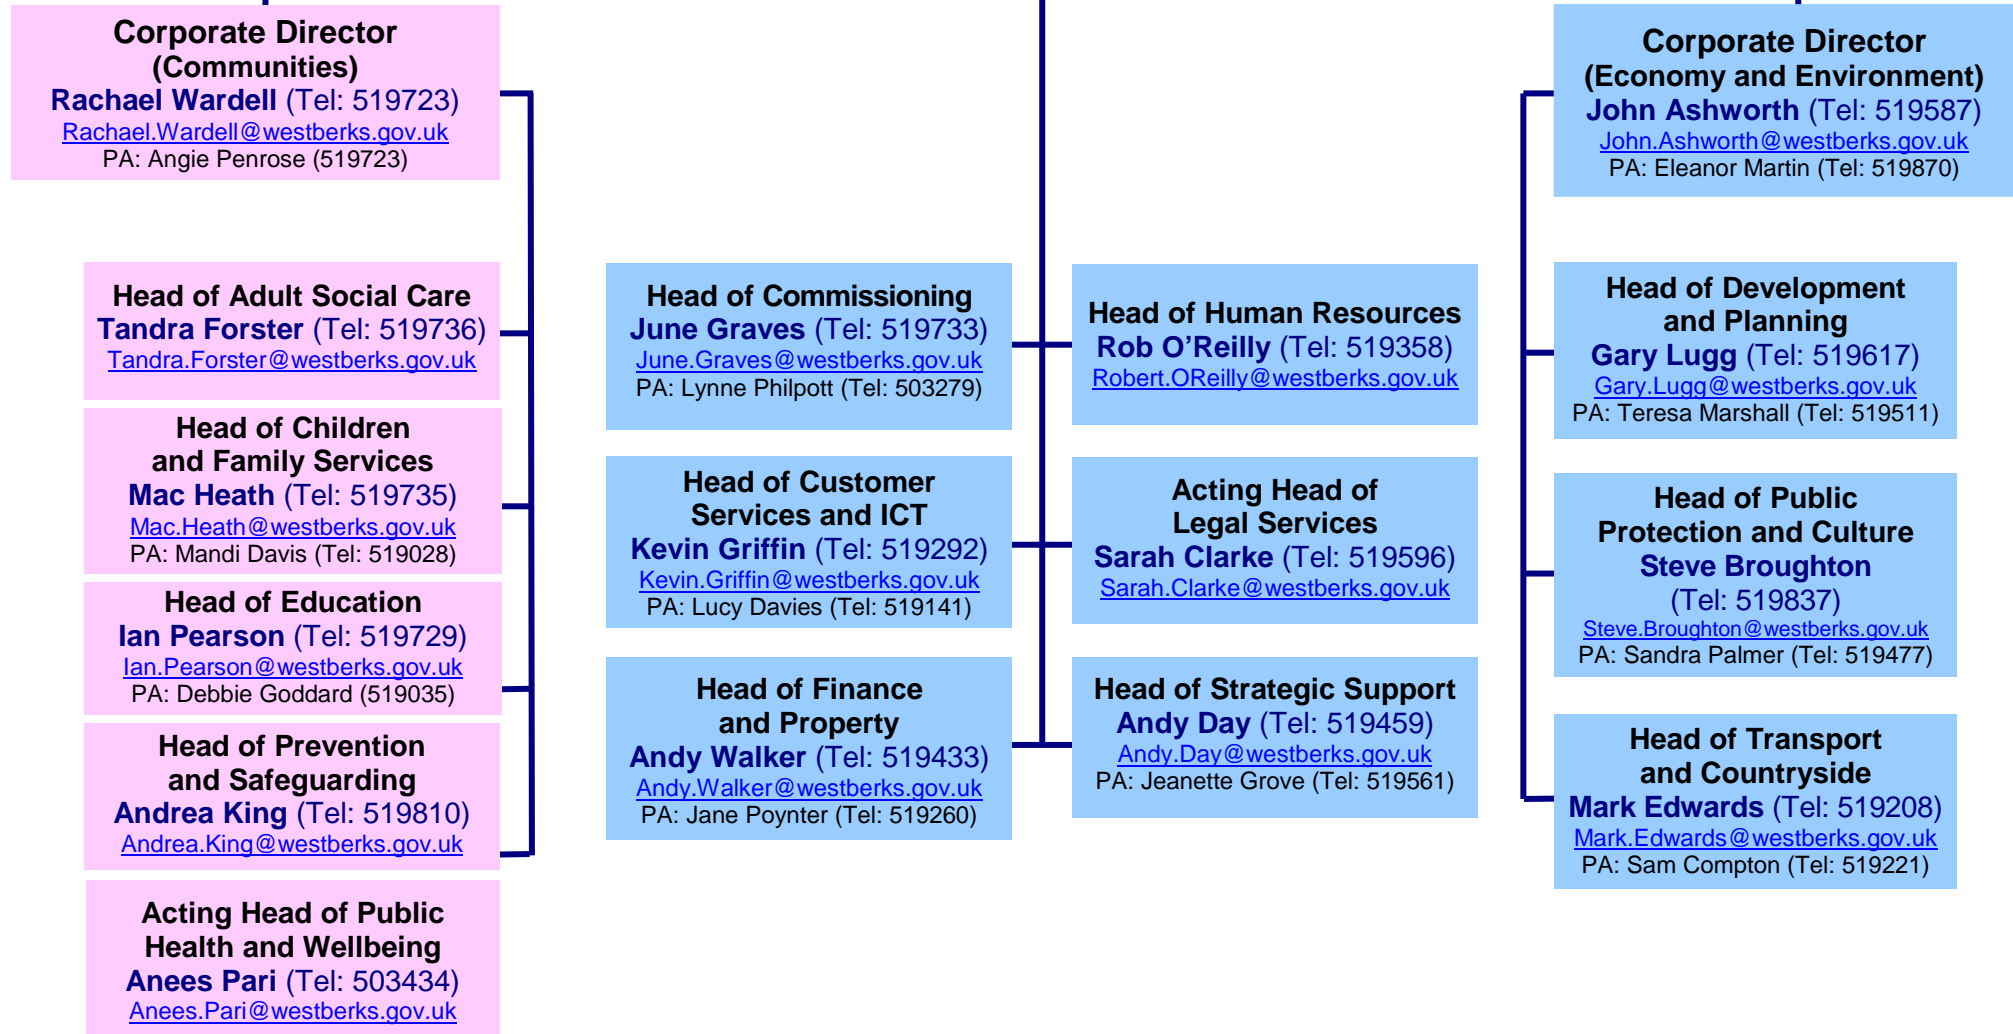 Corporate Director
(Communities)
Rachael Wardell (Tel: 519723)
Rachael.Wardell@westberks.gov.uk
PA: Angie Penrose (519723)
Head of Adult Social Care
Tandra Forster (Tel: 519736)
Tandra.Forster@westberks.gov.uk
Head of Children
and Family Services
Mac Heath (Tel: 519735)
Mac.Heath@westberks.gov.uk
PA: Mandi Davis (Tel: 519028)
Head of Education
Ian Pearson (Tel: 519729)
Ian.Pearson@westberks.gov.uk
PA: Debbie Goddard (519035)
Head of Prevention
and Safeguarding
Andrea King (Tel: 519810)
Andrea.King@westberks.gov.uk
Acting Head of Public
Health and Wellbeing
Anees Pari (Tel: 503434)
Anees.Pari@westberks.gov.uk
Head of Commissioning
June Graves (Tel: 519733)
June.Graves@westberks.gov.uk
PA: Lynne Philpott (Tel: 503279)
Head of Customer
Services and ICT
Kevin Griffin (Tel: 519292)
Kevin.Griffin@westberks.gov.uk
PA: Lucy Davies (Tel: 519141)
Head of Finance
and Property
Andy Walker (Tel: 519433)
Andy.Walker@westberks.gov.uk
PA: Jane Poynter (Tel: 519260)
Head of Human Resources
Rob O’Reilly (Tel: 519358)
Robert.OReilly@westberks.gov.uk
Acting Head of
Legal Services
Sarah Clarke (Tel: 519596)
Sarah.Clarke@westberks.gov.uk
Head of Strategic Support
Andy Day (Tel: 519459)
Andy.Day@westberks.gov.uk
PA: Jeanette Grove (Tel: 519561)
Corporate Director
(Economy and Environment)
John Ashworth (Tel: 519587)
John.Ashworth@westberks.gov.uk
PA: Eleanor Martin (Tel: 519870)
Head of Development
and Planning
Gary Lugg (Tel: 519617)
Gary.Lugg@westberks.gov.uk
PA: Teresa Marshall (Tel: 519511)
Head of Public
Protection and Culture
Steve Broughton
(Tel: 519837)
Steve.Broughton@westberks.gov.uk
PA: Sandra Palmer (Tel: 519477)
Head of Transport
and Countryside
Mark Edwards (Tel: 519208)
Mark.Edwards@westberks.gov.uk
PA: Sam Compton (Tel: 519221)